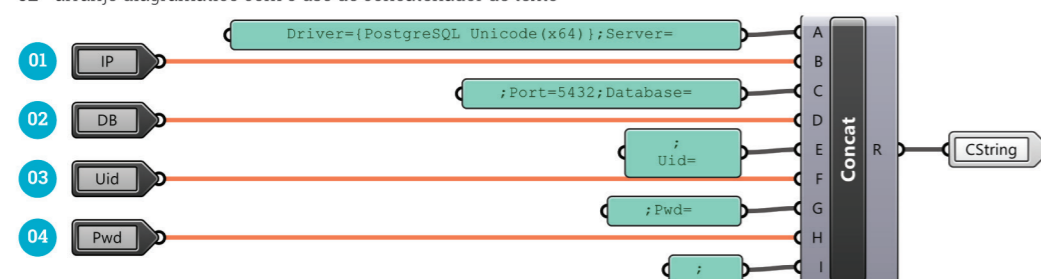 Driver={PostgreSQL Unicode(x64)};Server=
A
01 IP
B
;Port=5432;Database=
C
02 DB
D
;
Uid=
E
Concat
R
CString
03 Uid
F
;Pwd=
G
04 Pwd
H
;
I